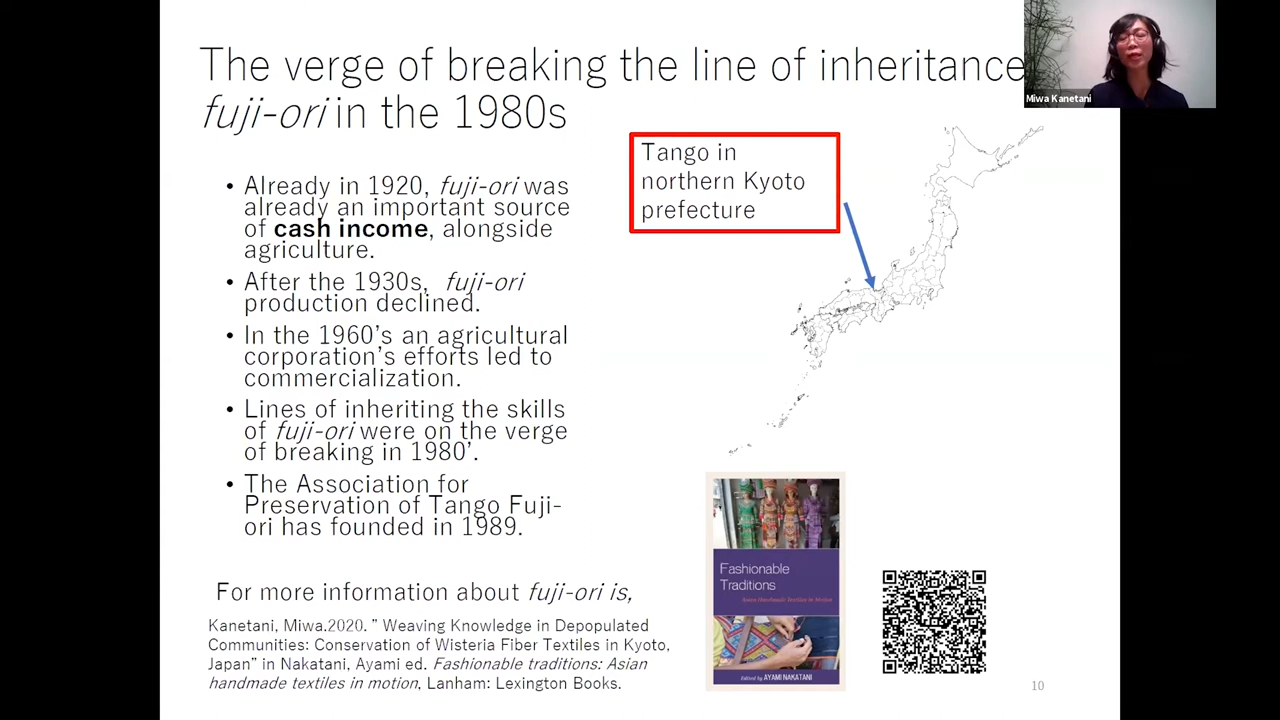 The verge of breaking the line of inheritance
fuji-ori in the 1980s
Miwa Kanetani
Tango in
northern Kyoto
prefecture
• Already in 1920, fuji-ori was
already an important source
of cash income, alongside
agriculture.
• After the 1930s, fuji-ori
production declined.
• In the 1960's an agricultural
corporation's efforts led to
commercialization.
• Lines of inheriting the skills
of fuji-ori were on the verge
of breaking in 1980'.
• The Association for
Preservation of Tango Fuji-
ori has founded in 1989.
For more information about fuji-ori is,
Kanetani, Miwa.2020. ” Weaving Knowledge in Depopulated
Communities: Conservation of Wisteria Fiber Textiles in Kyoto,
Japan” in Nakatani, Ayami ed. Fashionable traditions: Asian
handmade textiles in motion, Lanham: Lexington Books.
Fashionable
Traditions
Asian Handmade Textiles in Motion
Edited by AYAMI NAKATANI
10